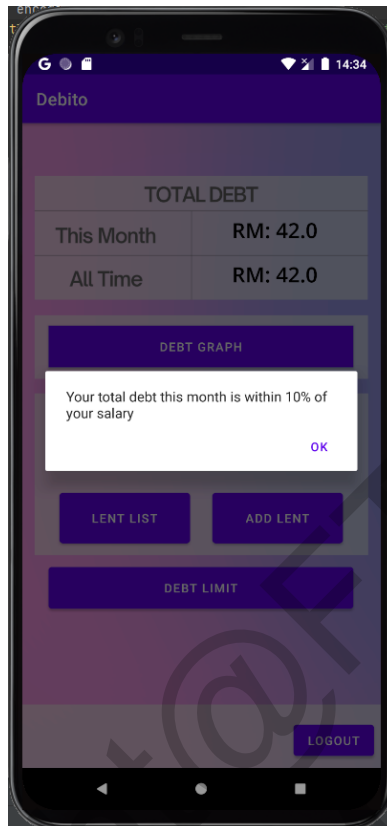 14:34
Debito
TOTAL DEBT
This Month RM: 42.0
All Time RM: 42.0
DEBT GRAPH
Your total debt this month is within 10% of
your salary
OK
LENT LIST ADD LENT
DEBT LIMIT
LOGOUT